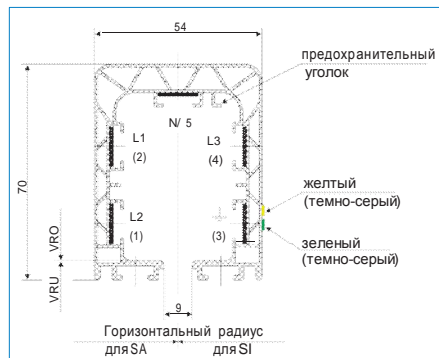 54
предохранительный
уголок
N/ 5
L1
L3
(2)
(4)
70
желтый
(темно-серый)
L2
(1)
(3)
зеленый
(темно-серый)
VRO
VRU
9
Горизонтальный радиус
для SA
для SI